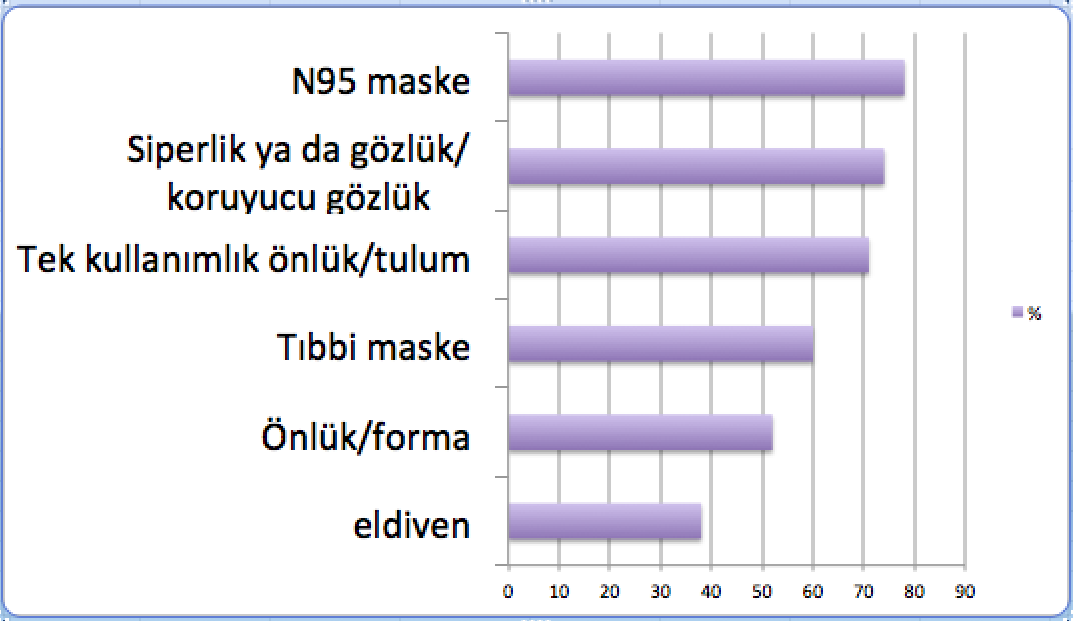 N95 maske
Siperlik ya da gözlük/
koruyucu gözlük
Tek kullanımlık önlük/tulum
Tıbbi maske
Önlük/forma
eldiven
%
0 10 20 30 40 50 60 70 80 90